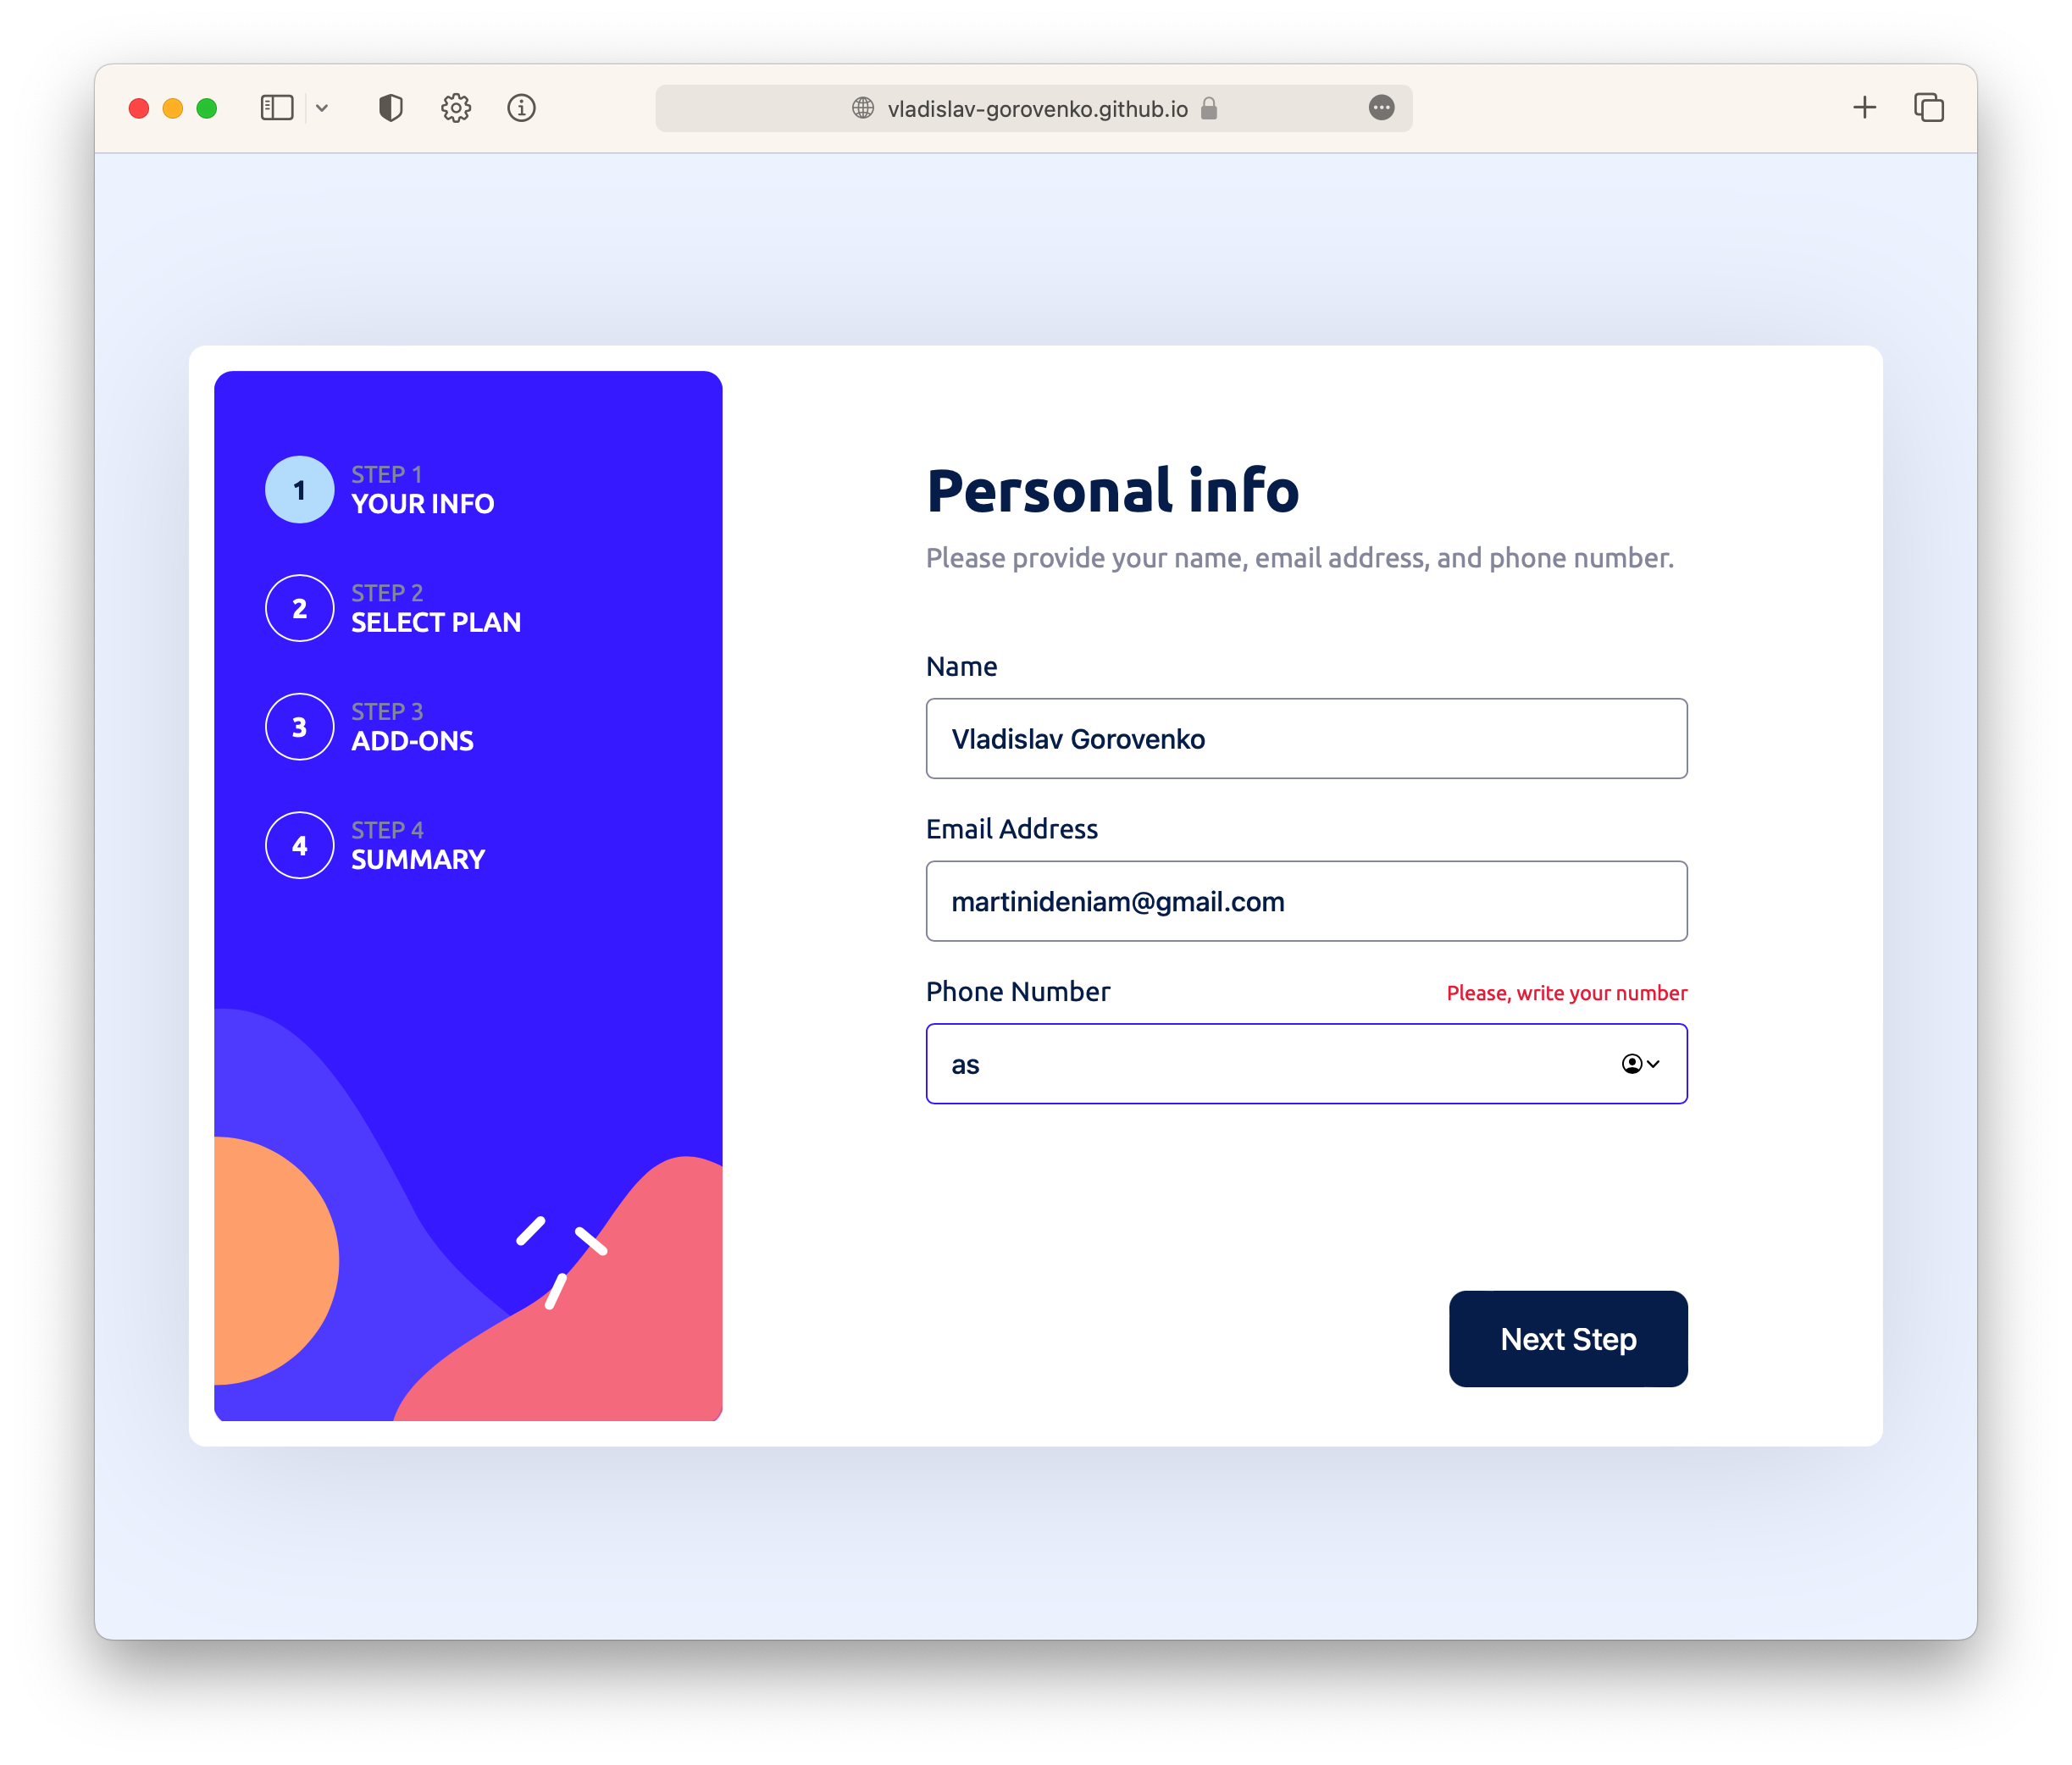 vladislav-gorovenko.github.io
1
STEP 1
YOUR INFO
2
STEP 2
SELECT PLAN
3
STEP 3
ADD-ONS
4
STEP 4
SUMMARY
Personal info
Please provide your name, email address, and phone number.
Name
Vladislav Gorovenko
Email Address
martinideniam@gmail.com
Phone Number
Please, write your number
as
Next Step